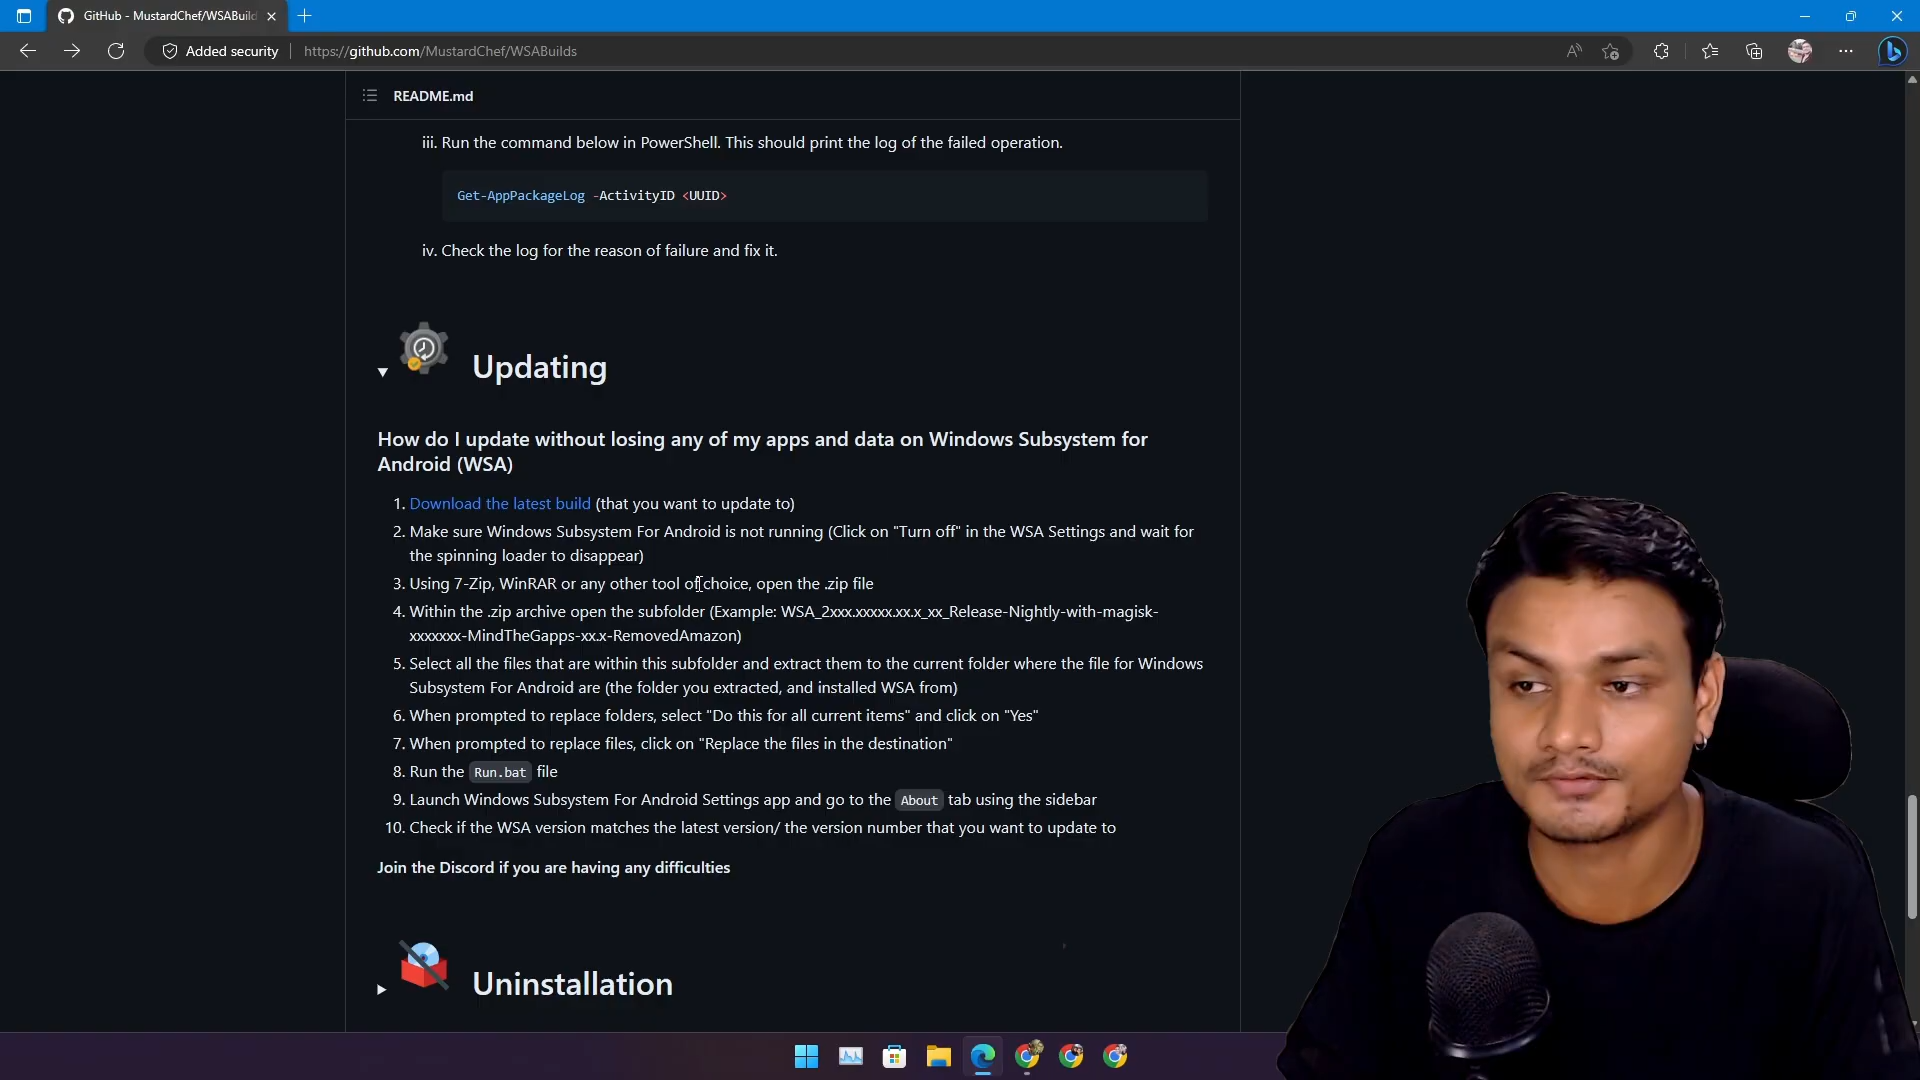 GitHub - MustardChef/WSABuild
Added security
https://github.com/MustardChef/WSABuilds
README.md
iii. Run the command below in PowerShell. This should print the log of the failed operation.
Get-AppPackageLog -ActivityID <UUID>
iv. Check the log for the reason of failure and fix it.
Updating
How do I update without losing any of my apps and data on Windows Subsystem for
Android (WSA)
1. Download the latest build (that you want to update to)
2. Make sure Windows Subsystem For Android is not running (Click on "Turn off" in the WSA Settings and wait for
the spinning loader to disappear)
3. Using 7-Zip, WinRAR or any other tool of choice, open the .zip file
4. Within the .zip archive open the subfolder (Example: WSA_2xxx.xxxxx.xx.x_xx_Release-Nightly-with-magisk-
xxxxxxx-MindTheGapps-xx.x-RemovedAmazon)
5. Select all the files that are within this subfolder and extract them to the current folder where the file for Windows
Subsystem For Android are (the folder you extracted, and installed WSA from)
6. When prompted to replace folders, select "Do this for all current items" and click on "Yes"
7. When prompted to replace files, click on "Replace the files in the destination"
8. Run the Run.bat file
9. Launch Windows Subsystem For Android Settings app and go to the About tab using the sidebar
10. Check if the WSA version matches the latest version/ the version number that you want to update to
Join the Discord if you are having any difficulties
Uninstallation